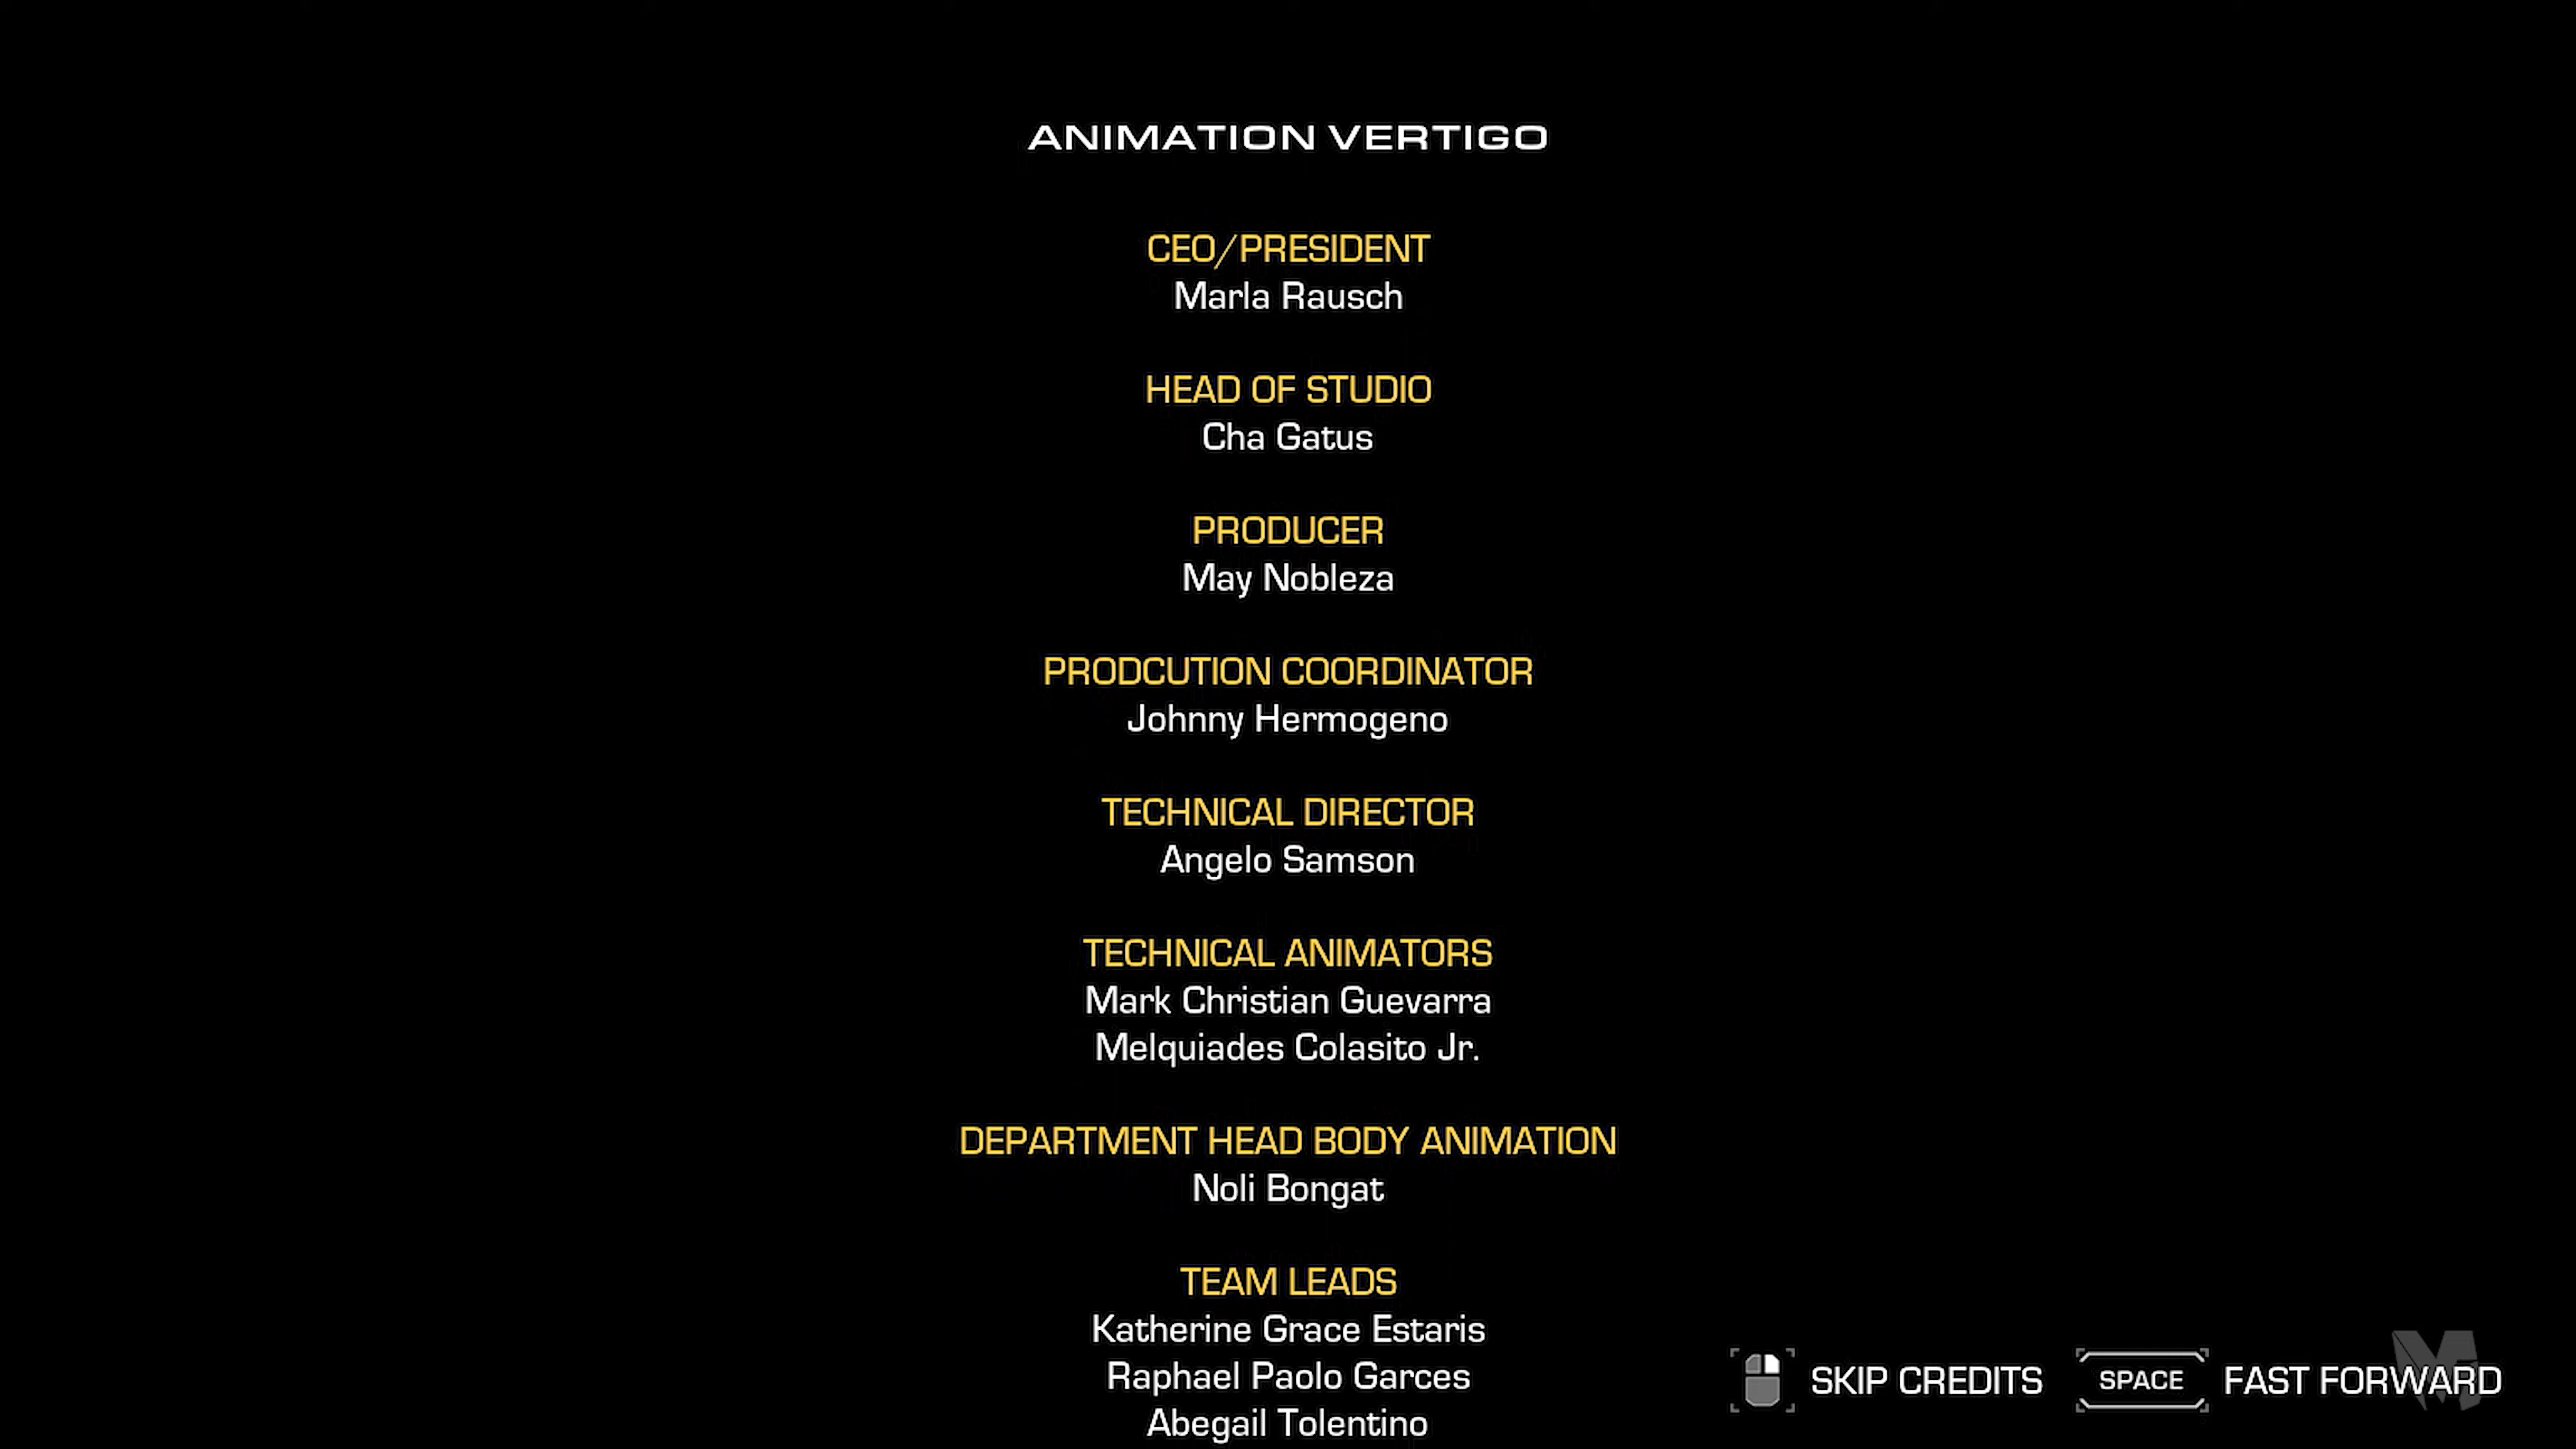 ANIMATION VERTIGO
CEO/PRESIDENT
Marla Rausch
HEAD OF STUDIO
Cha Gatus
PRODUCER
May Nobleza
PRODCUTION COORDINATOR
Johnny Hermogeno
TECHNICAL DIRECTOR
Angelo Samson
TECHNICAL ANIMATORS
Mark Christian Guevarra
Melquiades Colasito Jr.
DEPARTMENT HEAD BODY ANIMATION
Noli Bongat
TEAM LEADS
Katherine Grace Estaris
Raphael Paolo Garces
Abegail Tolentino
SKIP CREDITS SPACE FAST FORWARD